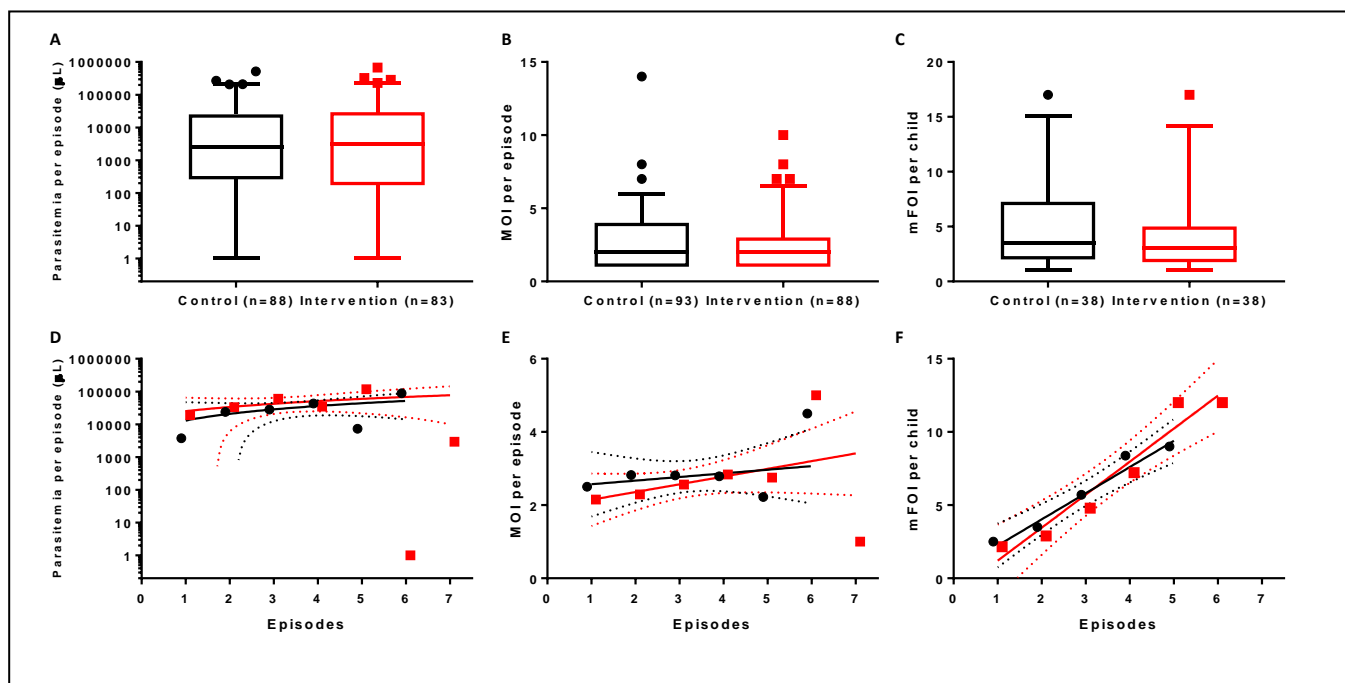 A
B
C
Parasitemia per episode (µL)
1000000
100000
10000
1000
100
10
1
Control (n=88) Intervention (n=83)
MOI per episode
15
10
5
0
Control (n=93) Intervention (n=88)
mFOI per child
20
15
10
5
0
Control (n=38) Intervention (n=38)
D
E
F
Parasitemia per episode (µL)
1000000
100000
10000
1000
100
10
1
0 1 2 3 4 5 6 7
Episodes
MOI per episode
6
4
2
0
0 1 2 3 4 5 6 7
Episodes
mFOI per child
15
10
5
0
0 1 2 3 4 5 6 7
Episodes